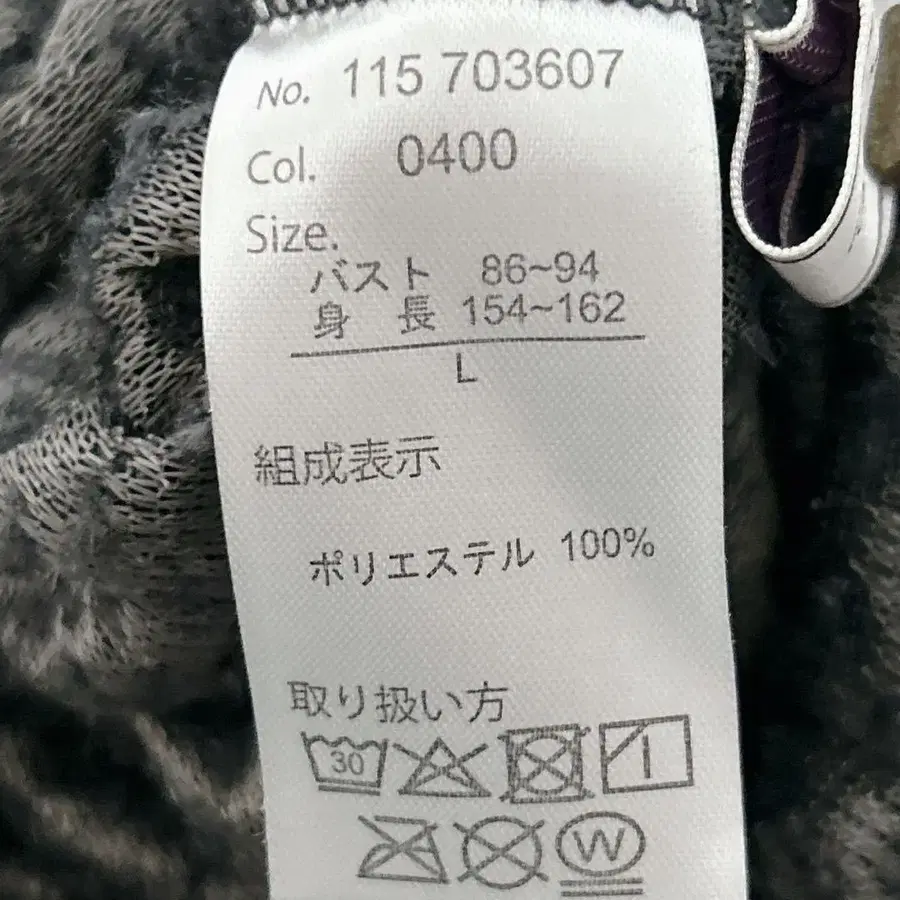 No. 115 703607
Col. 0400
Size.
バスト 86~94
身 長 154~162
L
組成表示
ポリエステル 100%
取り扱い方
30
W